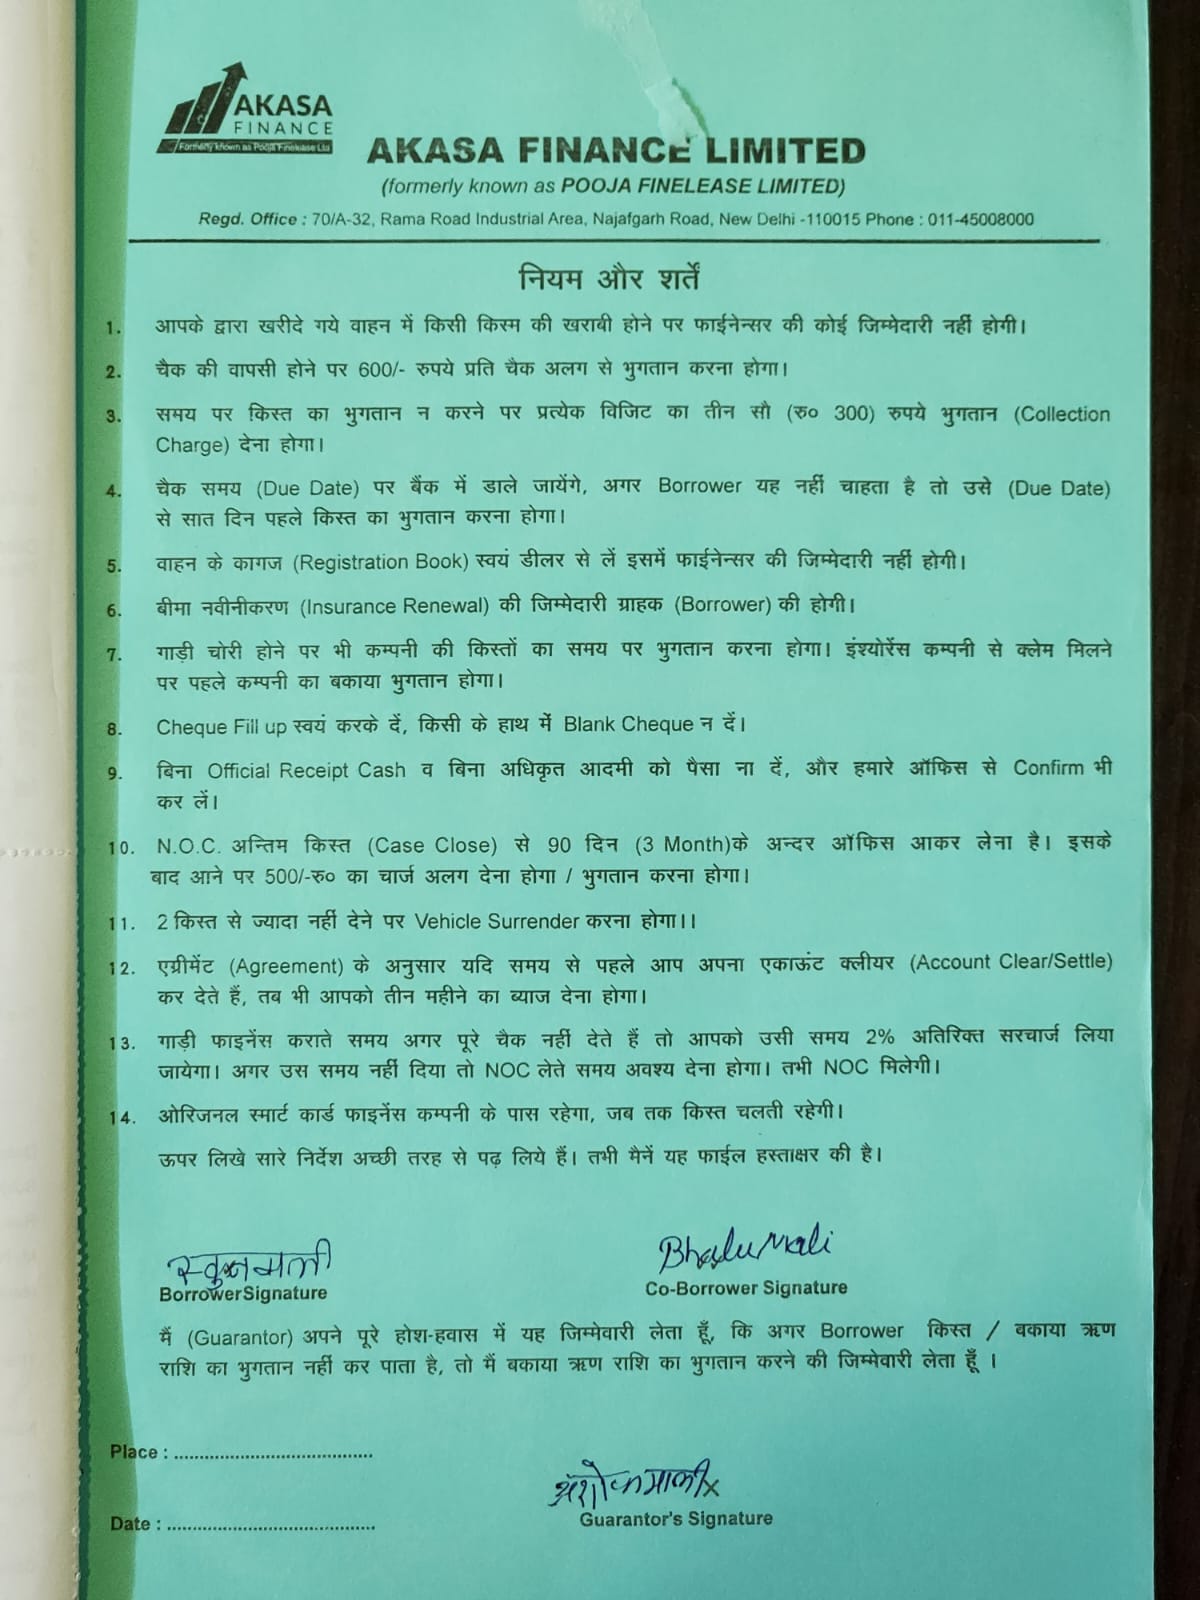 AKASA
FINANCE
Formerly known as Pooja Finelease Ltd
AKASA FINANCE LIMITED
(formerly known as POOJA FINELEASE LIMITED)
Regd. Office : 70/A-32, Rama Road Industrial Area, Najafgarh Road, New Delhi -110015 Phone : 011-45008000
नियम और शर्तें
1. आपके द्वारा खरीदे गये वाहन में किसी किस्म की खराबी होने पर फाईनेन्सर की कोई जिम्मेदारी नहीं होगी।
2. चैक की वापसी होने पर 600/- रुपये प्रति चैक अलग से भुगतान करना होगा।
3. समय पर किस्त का भुगतान न करने पर प्रत्येक विजिट का तीन सौ (रु० 300) रुपये भुगतान (Collection
Charge) देना होगा।
4. चैक समय (Due Date) पर बैंक में डाले जायेंगे, अगर Borrower यह नहीं चाहता है तो उसे (Due Date)
से सात दिन पहले किस्त का भुगतान करना होगा।
5. वाहन के कागज (Registration Book) स्वयं डीलर से लें इसमें फाईनेन्सर की जिम्मेदारी नहीं होगी।
6. बीमा नवीनीकरण (Insurance Renewal) की जिम्मेदारी ग्राहक (Borrower) की होगी।
7. गाड़ी चोरी होने पर भी कम्पनी की किस्तों का समय पर भुगतान करना होगा। इंश्योरेंस कम्पनी से क्लेम मिलने
पर पहले कम्पनी का बकाया भुगतान होगा।
8. Cheque Fill up स्वयं करके दें, किसी के हाथ में Blank Cheque न दें।
9. बिना Official Receipt Cash व बिना अधिकृत आदमी को पैसा ना दें, और हमारे ऑफिस से Confirm भी
कर लें।
10. N.O.C. अन्तिम किस्त (Case Close) से 90 दिन (3 Month)के अन्दर ऑफिस आकर लेना है। इसके
बाद आने पर 500/-रु० का चार्ज अलग देना होगा / भुगतान करना होगा।
11. 2 किस्त से ज्यादा नहीं देने पर Vehicle Surrender करना होगा।।
12. एग्रीमेंट (Agreement) के अनुसार यदि समय से पहले आप अपना एकाऊंट क्लीयर (Account Clear/Settle)
कर देते हैं, तब भी आपको तीन महीने का ब्याज देना होगा।
13. गाड़ी फाइनेंस कराते समय अगर पूरे चैक नहीं देते हैं तो आपको उसी समय 2% अतिरिक्त सरचार्ज लिया
जायेगा। अगर उस समय नहीं दिया तो NOC लेते समय अवश्य देना होगा। तभी NOC मिलेगी।
14. ओरिजनल स्मार्ट कार्ड फाइनेंस कम्पनी के पास रहेगा, जब तक किस्त चलती रहेगी।
ऊपर लिखे सारे निर्देश अच्छी तरह से पढ़ लिये हैं। तभी मैनें यह फाईल हस्ताक्षर की है।
Mali
Borrower Signature Co-Borrower Signature
मैं (Guarantor) अपने पूरे होश-हवास में यह जिम्मेवारी लेता हूँ, कि अगर Borrower किस्त / बकाया ऋण
राशि का भुगतान नहीं कर पाता है, तो मैं बकाया ऋण राशि का भुगतान करने की जिम्मेवारी लेता हूँ ।
Place : ....................................
अशोक माली
Date : ......................................
Guarantor's Signature